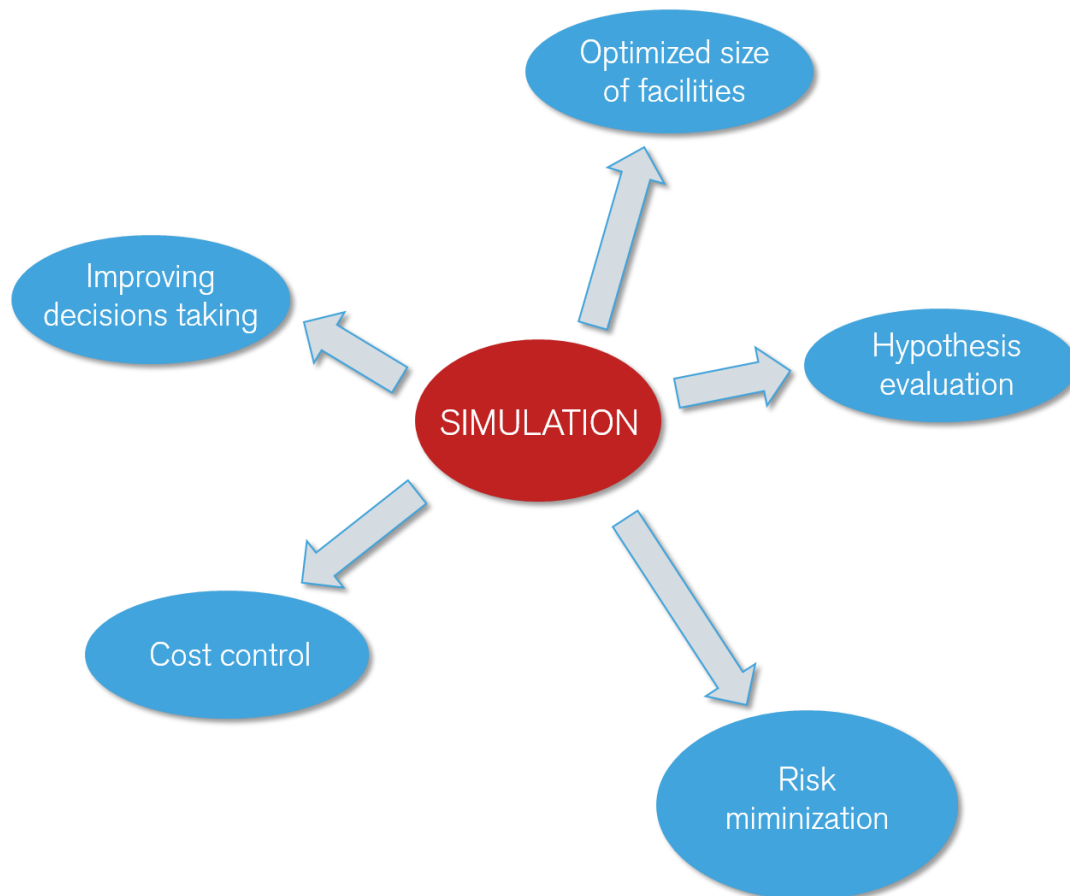 Optimized size
of facilities
Improving
decisions taking
Hypothesis
evaluation
SIMULATION
Cost control
Risk
miminization